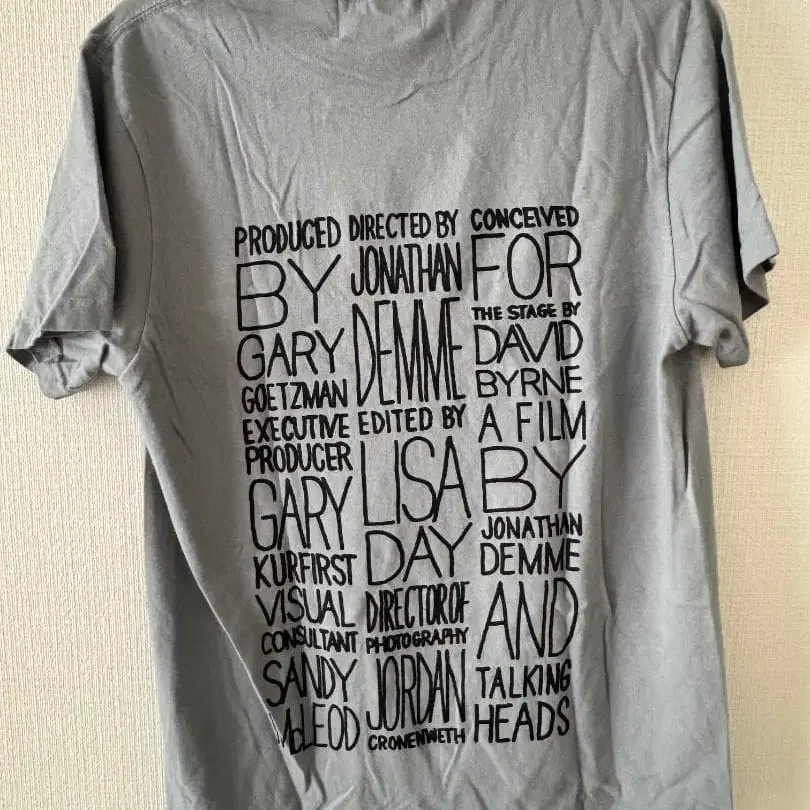 PRODUCED
BY
GARY
GOETZMAN
EXECUTIVE
PRODUCER
GARY
KURFIRST
VISUAL
CONSULTANT
SANDY
McLEOD
DIRECTED BY
JONATHAN
DEMME
EDITED BY
LISA
DAY
DIRECTOR OF
PHOTOGRAPHY
JORDAN
CRONENWETH
CONCEIVED
FOR
THE STAGE BY
DAVID
BYRNE
A FILM
BY
JONATHAN
DEMME
AND
TALKING
HEADS